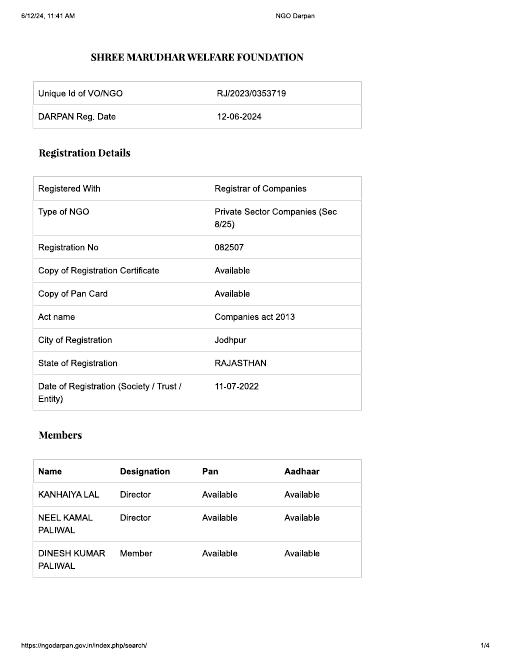 6/12/24, 11:41 AM NGO Darpan
SHREE MARUDHAR WELFARE FOUNDATION
Unique Id of VO/NGO RJ/2023/0353719
DARPAN Reg. Date 12-06-2024
Registration Details
Registered With Registrar of Companies
Type of NGO Private Sector Companies (Sec
8/25)
Registration No 082507
Copy of Registration Certificate Available
Copy of Pan Card Available
Act name Companies act 2013
City of Registration Jodhpur
State of Registration RAJASTHAN
Date of Registration (Society / Trust / 11-07-2022
Entity)
Members
Name Designation Pan Aadhaar
KANHAIYA LAL Director Available Available
NEEL KAMAL Director Available Available
PALIWAL
DINESH KUMAR Member Available Available
PALIWAL
https://ngodarpan.gov.in/index.php/search/ 1/4